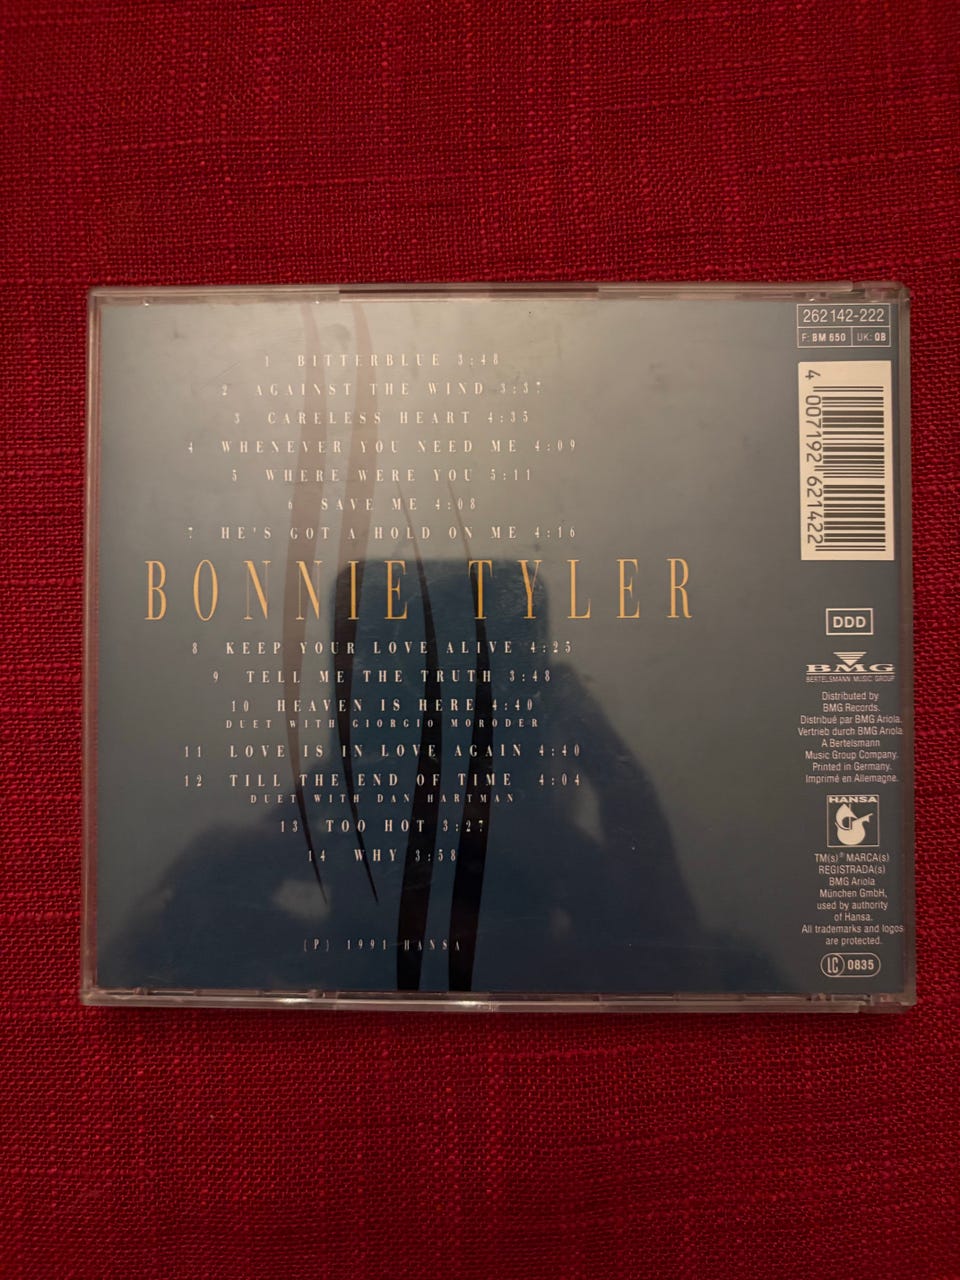 1 BITTERBLUE 3:48
2 AGAINST THE WIND 3:37
3 CARELESS HEART 4:35
4 WHENEVER YOU NEED ME 4:09
5 WHERE WERE YOU 5:11
6 SAVE ME 4:08
7 HE'S GOT A HOLD ON ME 4:16
BONNIE TYLER
8 KEEP YOUR LOVE ALIVE 4:25
9 TELL ME THE TRUTH 3:48
10 HEAVEN IS HERE 4:40
DUET WITH GIORGIO MORODER
11 LOVE IS IN LOVE AGAIN 4:40
12 TILL THE END OF TIME 4:04
DUET WITH DAN HARTMAN
13 TOO HOT 3:27
14 WHY 3:58
(P) 1991 HANSA
262 142-222
F: BM 650 UK: QB
4 007192 621422
DDD
BMG
BERTELSMANN MUSIC GROUP
Distributed by
BMG Records.
Distribué par BMG Ariola.
Vertrieb durch BMG Ariola
A Bertelsmann
Music Group Company.
Printed in Germany.
Imprimé en Allemagne.
HANSA
TM(s)® MARCA(s)
REGISTRADA(s)
BMG Ariola
München GmbH,
used by authority
of Hansa.
All trademarks and logos
are protected.
LC 0835